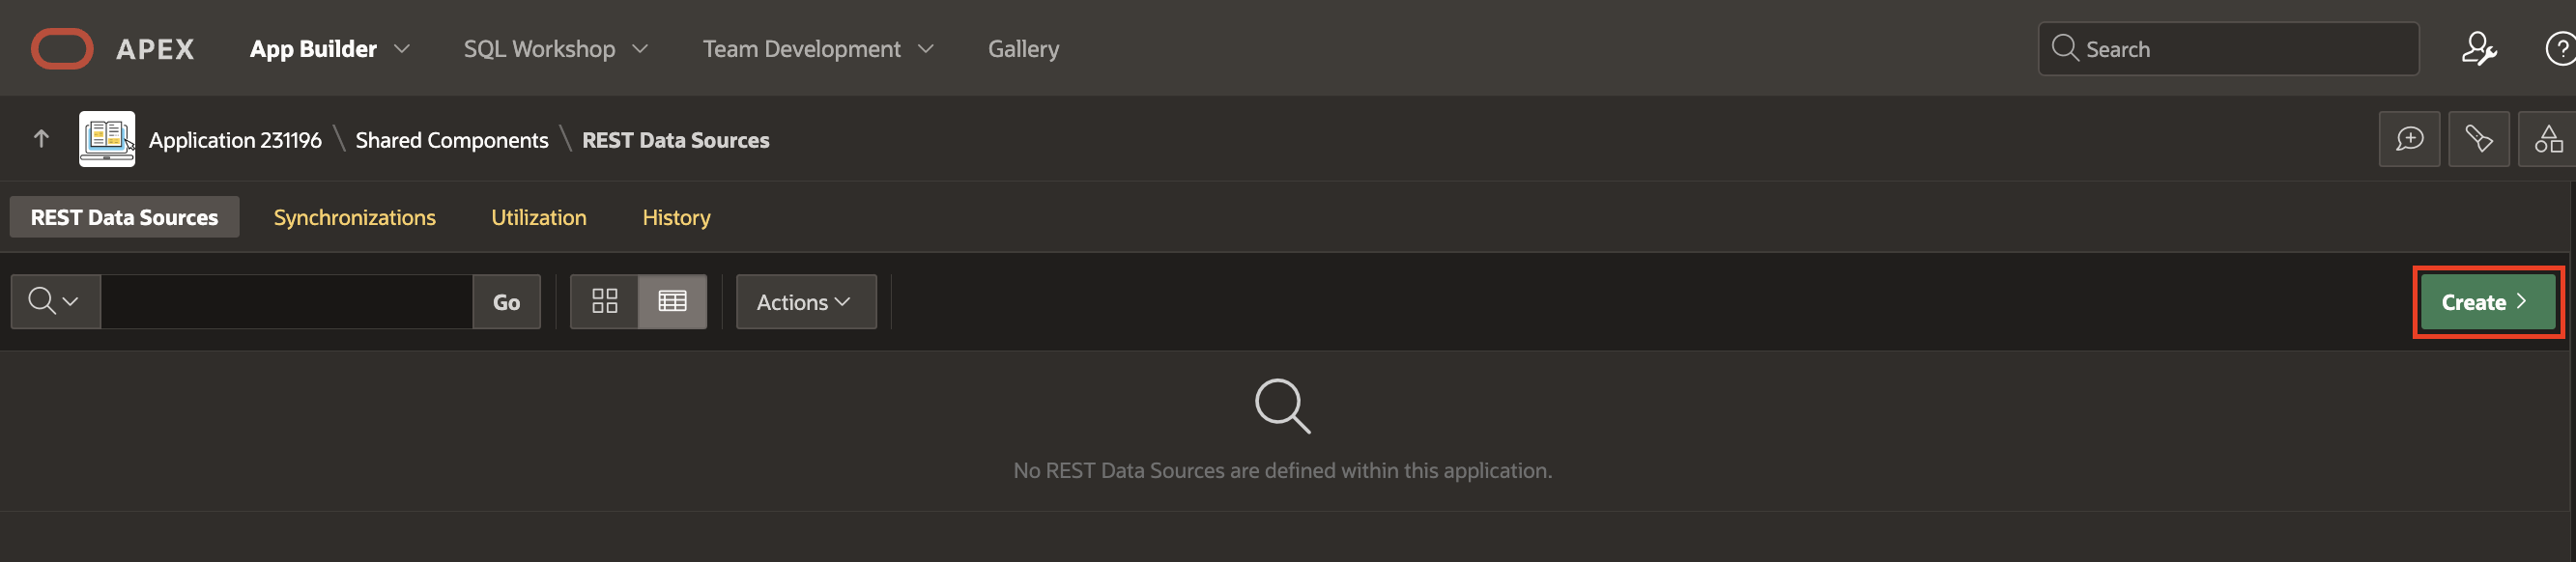 APEX App Builder SQL Workshop Team Development Gallery Search ?
Application 231196 \ Shared Components \ REST Data Sources
REST Data Sources Synchronizations Utilization History
Go Actions Create
No REST Data Sources are defined within this application.